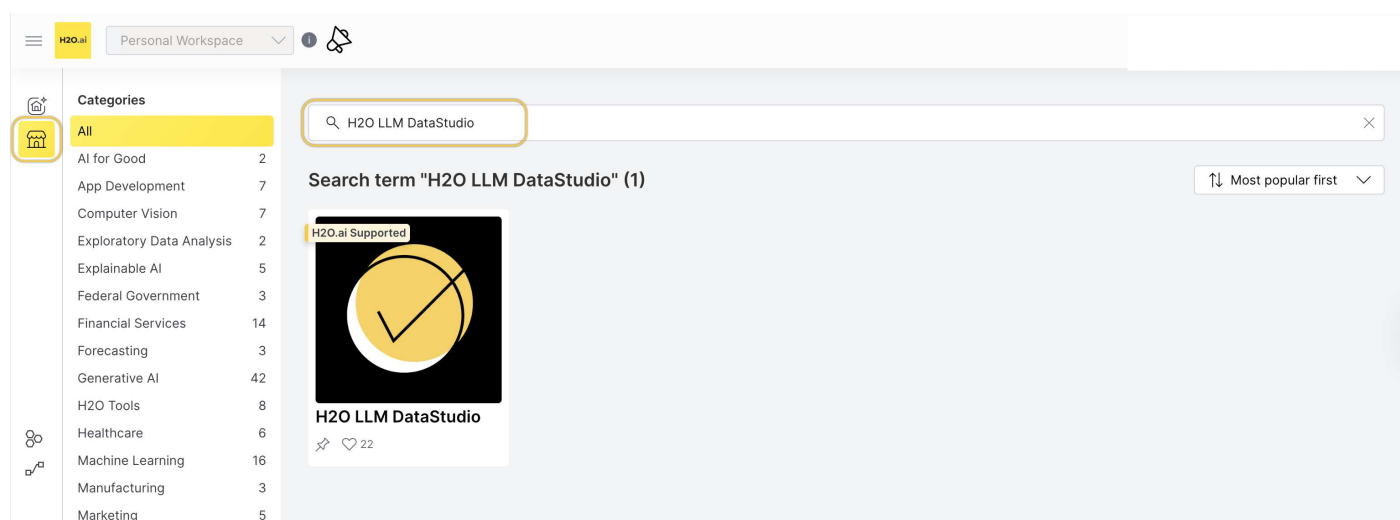 H2O.ai
Personal Workspace
i
Categories
All
AI for Good 2
App Development 7
Computer Vision 7
Exploratory Data Analysis 2
Explainable AI 5
Federal Government 3
Financial Services 14
Forecasting 3
Generative AI 42
H2O Tools 8
Healthcare 6
Machine Learning 16
Manufacturing 3
Marketing 5
H2O LLM DataStudio
Search term "H2O LLM DataStudio" (1)
Most popular first
H2O.ai Supported
H2O LLM DataStudio
22